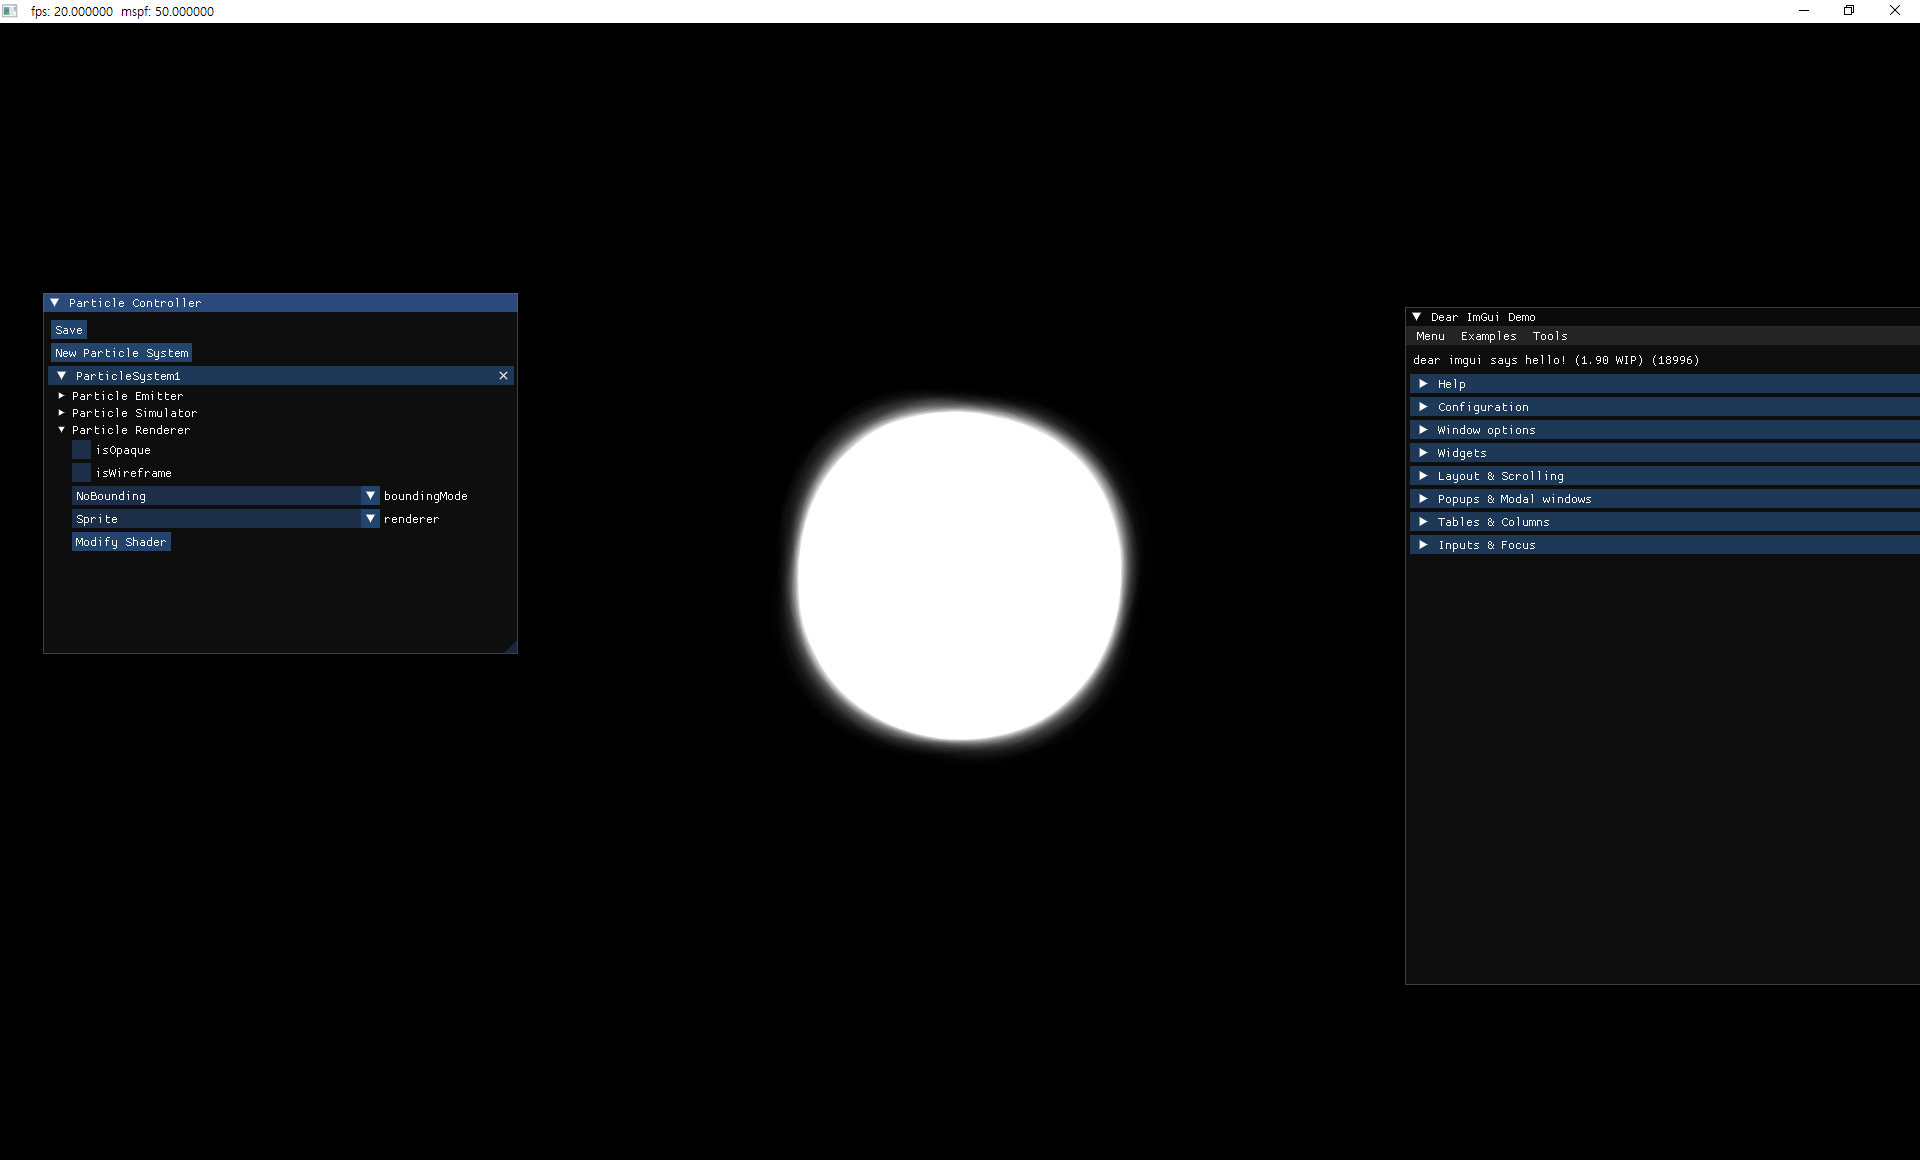 fps: 20.000000 mspf: 50.000000
Particle Controller
Save
New Particle System
ParticleSystem1
Particle Emitter
Particle Simulator
Particle Renderer
isOpaque
isWireframe
NoBounding boundingMode
Sprite renderer
Modify Shader
Dear ImGui Demo
Menu Examples Tools
dear imgui says hello! (1.90 WIP) (18996)
Help
Configuration
Window options
Widgets
Layout & Scrolling
Popups & Modal windows
Tables & Columns
Inputs & Focus